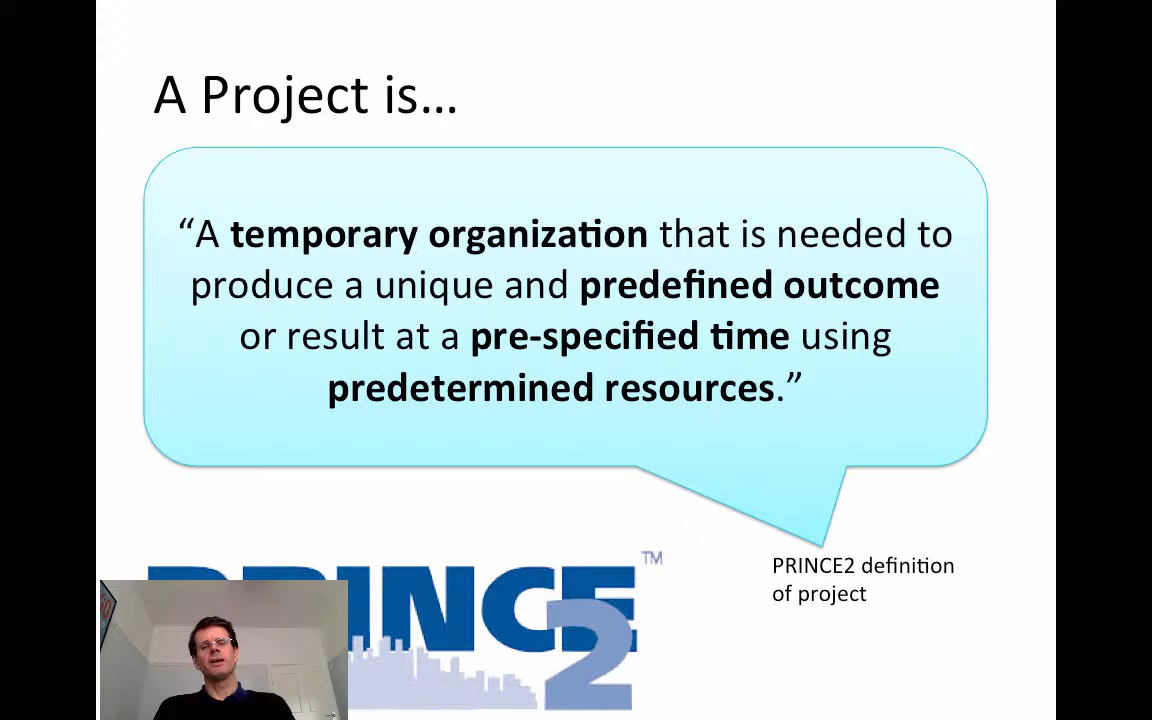 A Project is…
“A temporary organization that is needed to
produce a unique and predefined outcome
or result at a pre-specified time using
predetermined resources.”
PRINCE2 definition
of project
PRINCE2™